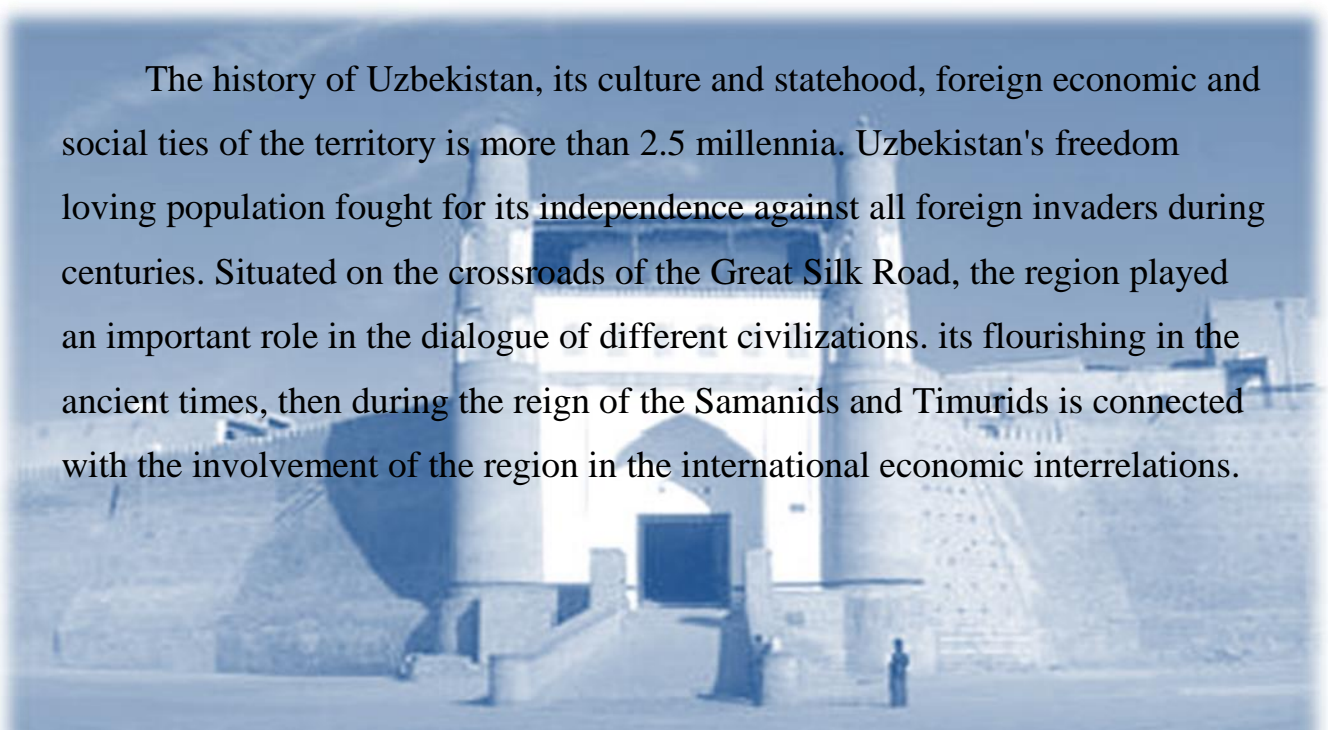 The history of Uzbekistan, its culture and statehood, foreign economic and
social ties of the territory is more than 2.5 millennia. Uzbekistan's freedom
loving population fought for its independence against all foreign invaders during
centuries. Situated on the crossroads of the Great Silk Road, the region played
an important role in the dialogue of different civilizations. its flourishing in the
ancient times, then during the reign of the Samanids and Timurids is connected
with the involvement of the region in the international economic interrelations.